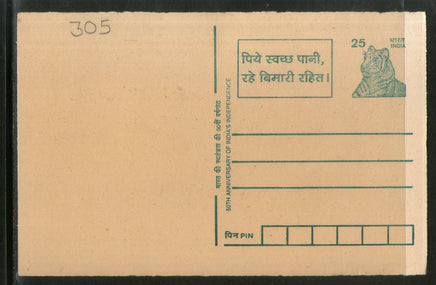 305
पिये स्वच्छ पानी,
रहे बिमारी रहित।
25
भारत
INDIA
भारत की स्वतंत्रता की 50वीं वर्षगांठ
50TH ANNIVERSARY OF INDIA'S INDEPENDENCE
पिन PIN